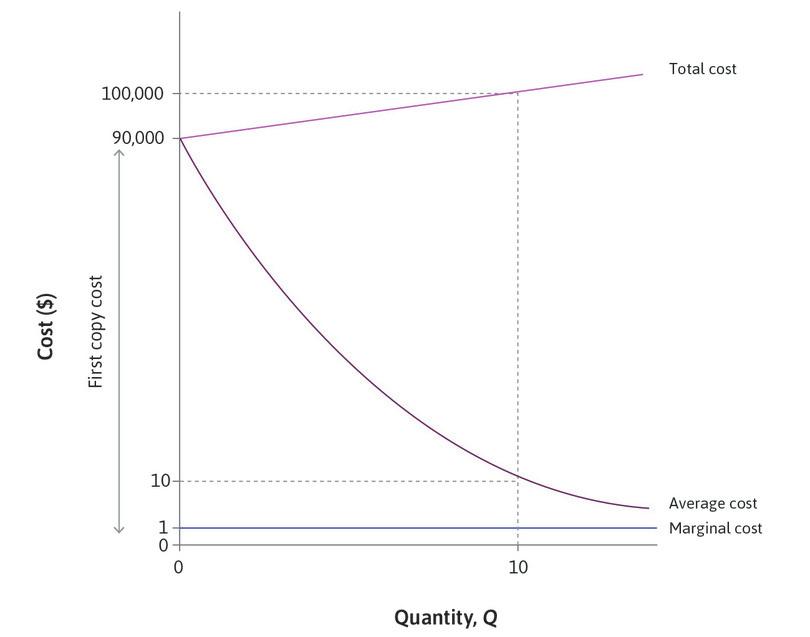 Total cost
100,000
90,000
First copy cost
Cost ($)
10
Average cost
1
Marginal cost
0
0
10
Quantity, Q